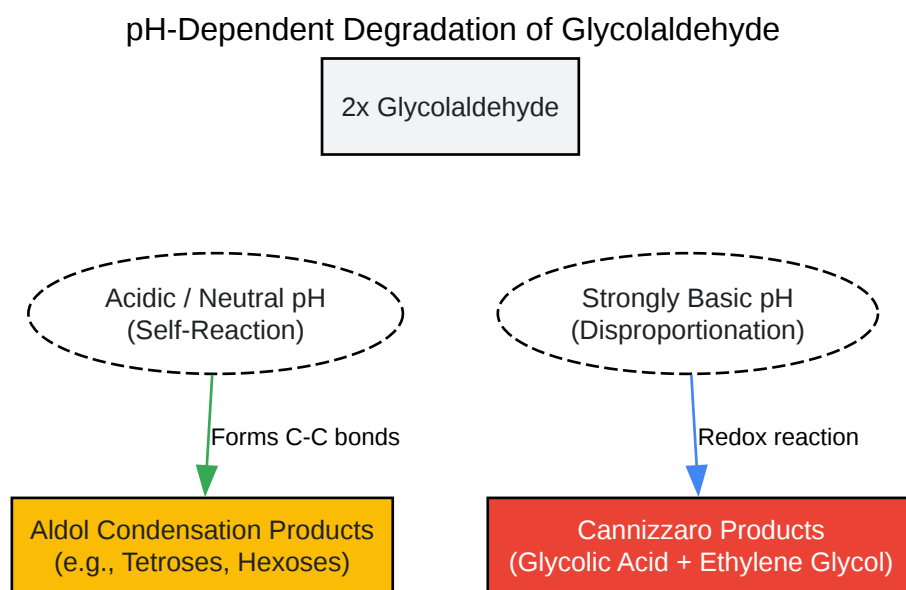 pH-Dependent Degradation of Glycolaldehyde
2x Glycolaldehyde
Acidic / Neutral pH
(Self-Reaction)
Strongly Basic pH
(Disproportionation)
Forms C-C bonds
Redox reaction
Aldol Condensation Products
(e.g., Tetroses, Hexoses)
Cannizzaro Products
(Glycolic Acid + Ethylene Glycol)